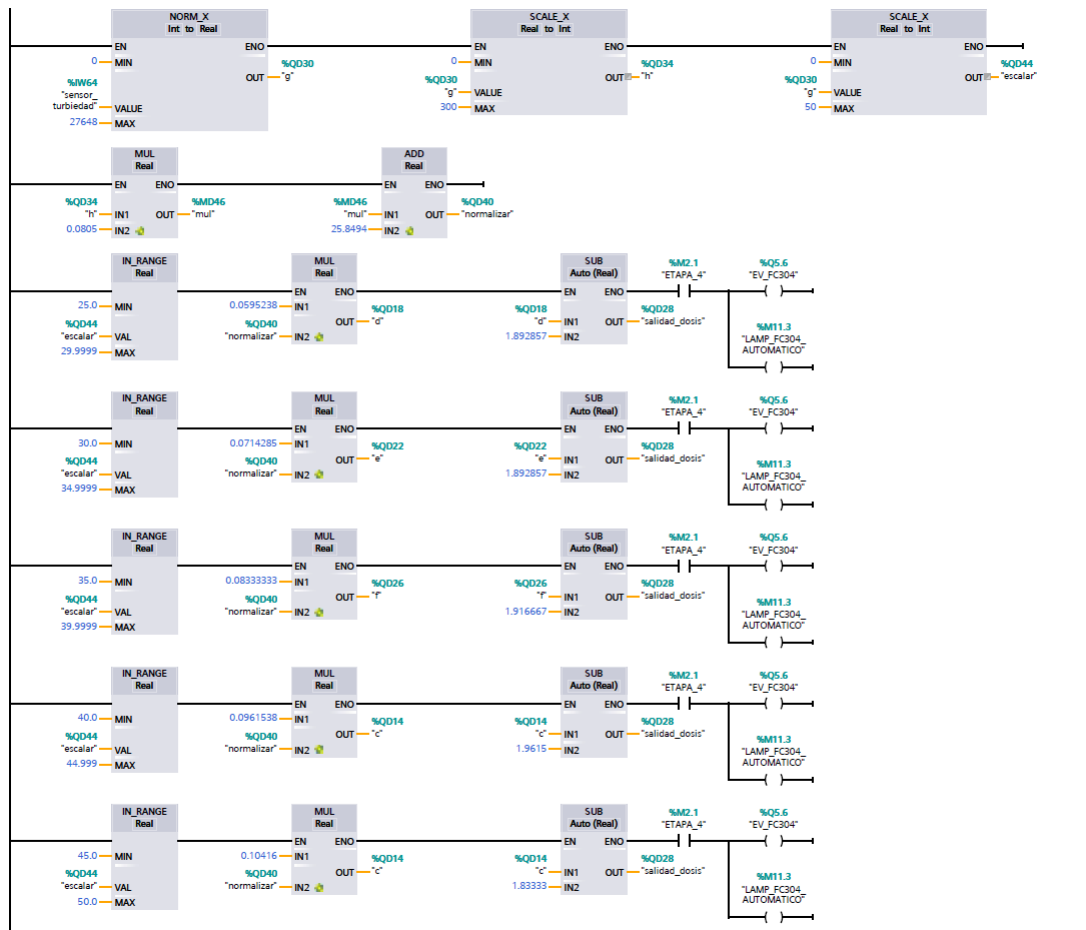 NORM_X
Int to Real
EN
ENO
0
MIN
%QD30
OUT
"g"
%IW64
"sensor_
turbiedad"
VALUE
27648
MAX
SCALE_X
Real to Int
EN
ENO
0
MIN
%QD34
OUT
"h"
%QD30
"g"
VALUE
300
MAX
SCALE_X
Real to Int
EN
ENO
0
MIN
%QD44
OUT
"escalar"
%QD30
"g"
VALUE
50
MAX
MUL
Real
EN
ENO
%QD34
"h"
IN1
0.0805
IN2
%MD46
OUT
"mul"
ADD
Real
EN
ENO
%MD46
"mul"
IN1
25.8494
IN2
%QD40
OUT
"normalizar"
IN_RANGE
Real
25.0
MIN
%QD44
"escalar"
VAL
29.9999
MAX
MUL
Real
EN
ENO
0.0595238
IN1
%QD40
"normalizar"
IN2
%QD18
OUT
"d"
SUB
Auto (Real)
EN
ENO
%QD18
"d"
IN1
1.892857
IN2
%QD28
OUT
"salidad_dosis"
%M2.1
"ETAPA_4"
%Q5.6
"EV_FC304"
%M11.3
"LAMP_FC304_
AUTOMATICO"
IN_RANGE
Real
30.0
MIN
%QD44
"escalar"
VAL
34.9999
MAX
MUL
Real
EN
ENO
0.0714285
IN1
%QD40
"normalizar"
IN2
%QD22
OUT
"e"
SUB
Auto (Real)
EN
ENO
%QD22
"e"
IN1
1.892857
IN2
%QD28
OUT
"salidad_dosis"
%M2.1
"ETAPA_4"
%Q5.6
"EV_FC304"
%M11.3
"LAMP_FC304_
AUTOMATICO"
IN_RANGE
Real
35.0
MIN
%QD44
"escalar"
VAL
39.9999
MAX
MUL
Real
EN
ENO
0.08333333
IN1
%QD40
"normalizar"
IN2
%QD26
OUT
"f"
SUB
Auto (Real)
EN
ENO
%QD26
"f"
IN1
1.916667
IN2
%QD28
OUT
"salidad_dosis"
%M2.1
"ETAPA_4"
%Q5.6
"EV_FC304"
%M11.3
"LAMP_FC304_
AUTOMATICO"
IN_RANGE
Real
40.0
MIN
%QD44
"escalar"
VAL
44.999
MAX
MUL
Real
EN
ENO
0.0961538
IN1
%QD40
"normalizar"
IN2
%QD14
OUT
"c"
SUB
Auto (Real)
EN
ENO
%QD14
"c"
IN1
1.9615
IN2
%QD28
OUT
"salidad_dosis"
%M2.1
"ETAPA_4"
%Q5.6
"EV_FC304"
%M11.3
"LAMP_FC304_
AUTOMATICO"
IN_RANGE
Real
45.0
MIN
%QD44
"escalar"
VAL
50.0
MAX
MUL
Real
EN
ENO
0.10416
IN1
%QD40
"normalizar"
IN2
%QD14
OUT
"c"
SUB
Auto (Real)
EN
ENO
%QD14
"c"
IN1
1.83333
IN2
%QD28
OUT
"salidad_dosis"
%M2.1
"ETAPA_4"
%Q5.6
"EV_FC304"
%M11.3
"LAMP_FC304_
AUTOMATICO"